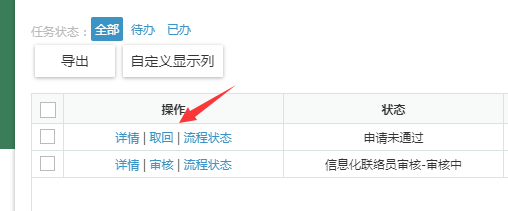 任务状态： 全部 待办 已办
导出 自定义显示列
操作 状态
详情 | 取回 | 流程状态 申请未通过
详情 | 审核 | 流程状态 信息化联络员审核-审核中